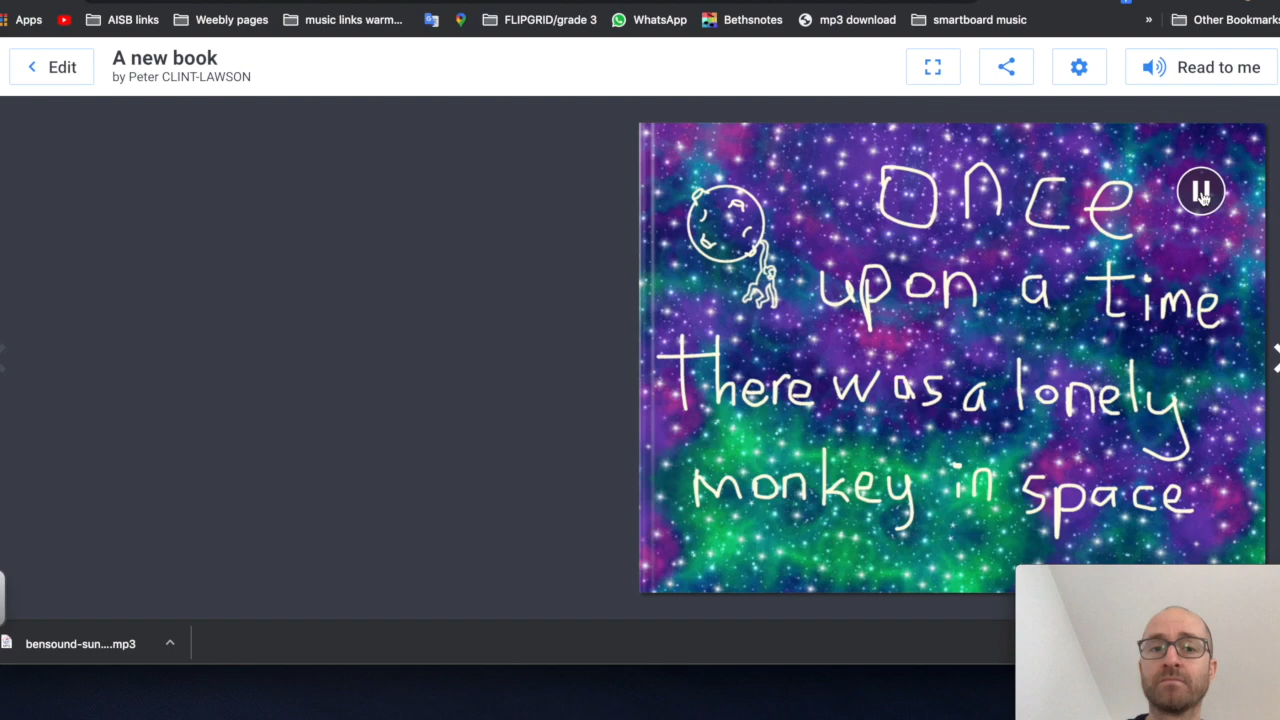 Apps AISB links Weebly pages music links warm... FLIPGRID/grade 3 WhatsApp Bethsnotes mp3 download smartboard music » Other Bookmarks
Edit
A new book
by Peter CLINT-LAWSON
Read to me
once
upon a time
there was a lonely
monkey in space
bensound-sun....mp3